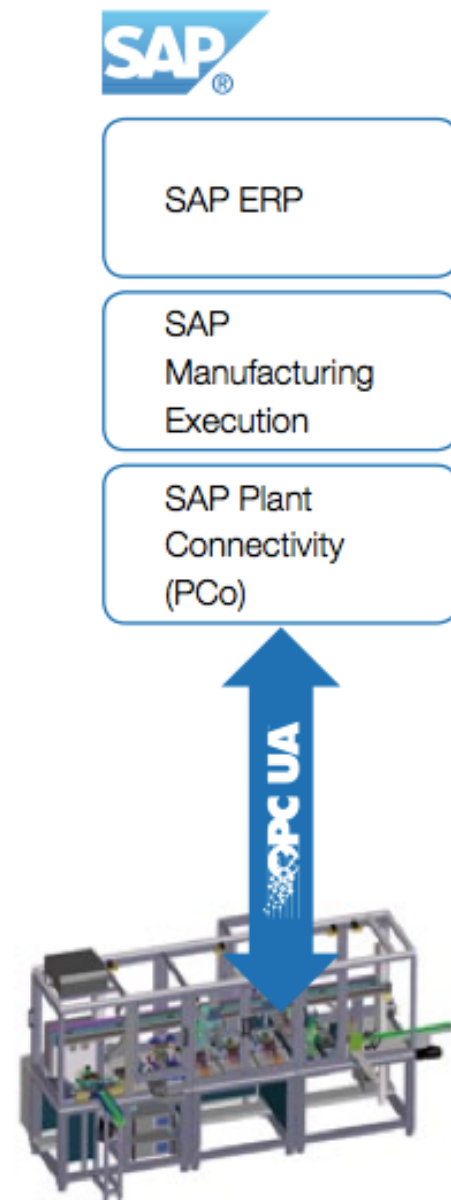 SAP®
SAP ERP
SAP
Manufacturing
Execution
SAP Plant
Connectivity
(PCo)
OPC UA